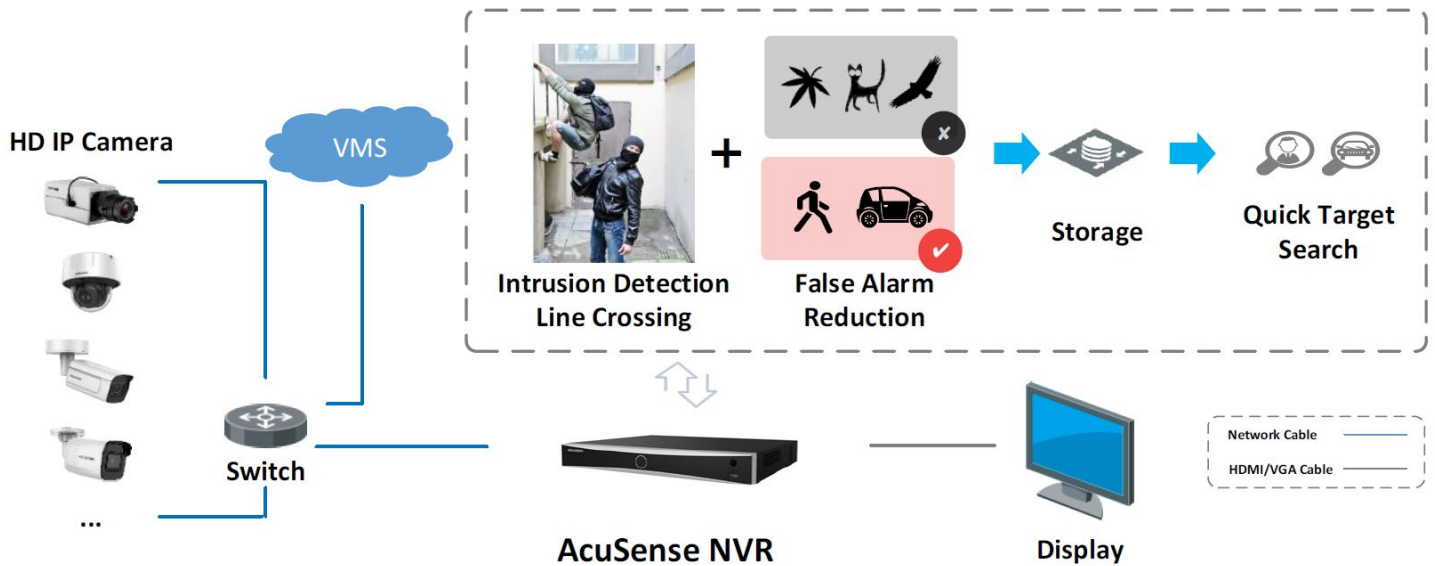 HD IP Camera
VMS
Intrusion Detection
Line Crossing
+
False Alarm
Reduction
Storage
Quick Target
Search
Switch
...
AcuSense NVR
Display
Network Cable
HDMI/VGA Cable